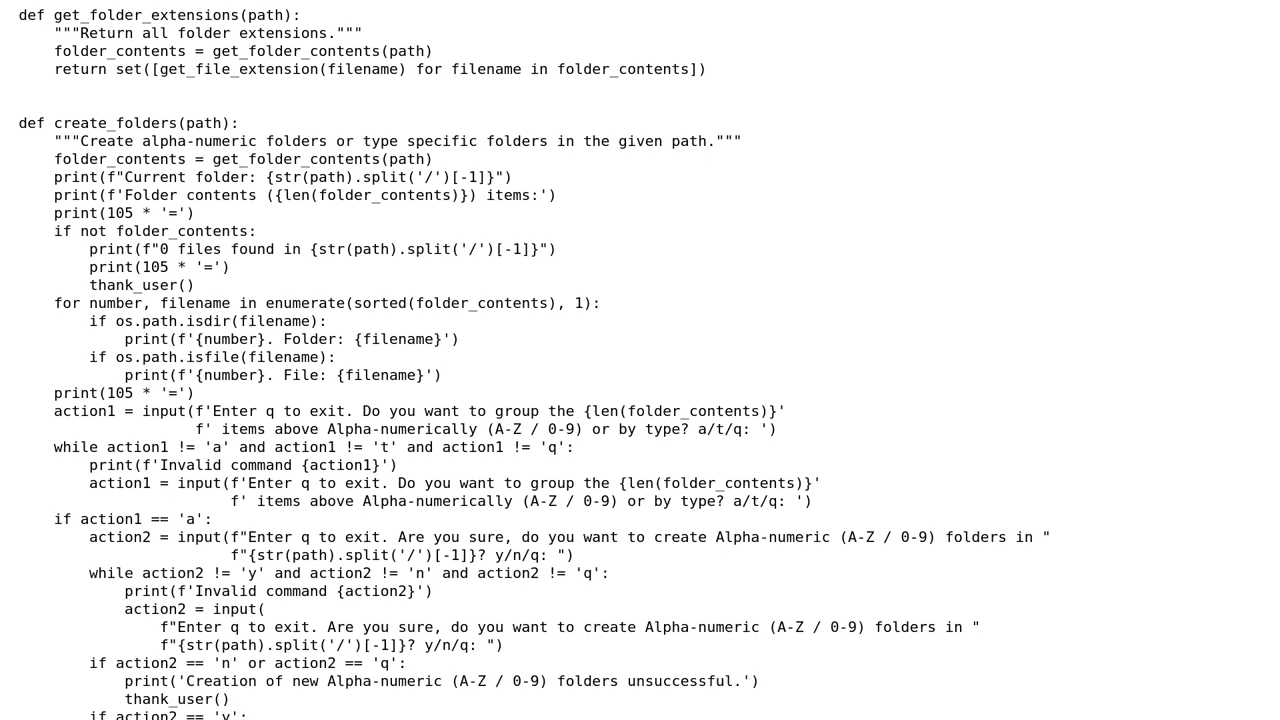 def get_folder_extensions(path):
    """Return all folder extensions."""
    folder_contents = get_folder_contents(path)
    return set([get_file_extension(filename) for filename in folder_contents])


def create_folders(path):
    """Create alpha-numeric folders or type specific folders in the given path."""
    folder_contents = get_folder_contents(path)
    print(f"Current folder: {str(path).split('/')[-1]}")
    print(f'Folder contents ({len(folder_contents)}) items:')
    print(105 * '=')
    if not folder_contents:
        print(f"0 files found in {str(path).split('/')[-1]}")
        print(105 * '=')
        thank_user()
    for number, filename in enumerate(sorted(folder_contents), 1):
        if os.path.isdir(filename):
            print(f'{number}. Folder: {filename}')
        if os.path.isfile(filename):
            print(f'{number}. File: {filename}')
    print(105 * '=')
    action1 = input(f'Enter q to exit. Do you want to group the {len(folder_contents)}'
                    f' items above Alpha-numerically (A-Z / 0-9) or by type? a/t/q: ')
    while action1 != 'a' and action1 != 't' and action1 != 'q':
        print(f'Invalid command {action1}')
        action1 = input(f'Enter q to exit. Do you want to group the {len(folder_contents)}'
                        f' items above Alpha-numerically (A-Z / 0-9) or by type? a/t/q: ')
    if action1 == 'a':
        action2 = input(f"Enter q to exit. Are you sure, do you want to create Alpha-numeric (A-Z / 0-9) folders in "
                        f"{str(path).split('/')[-1]}? y/n/q: ")
        while action2 != 'y' and action2 != 'n' and action2 != 'q':
            print(f'Invalid command {action2}')
            action2 = input(
                f"Enter q to exit. Are you sure, do you want to create Alpha-numeric (A-Z / 0-9) folders in "
                f"{str(path).split('/')[-1]}? y/n/q: ")
        if action2 == 'n' or action2 == 'q':
            print('Creation of new Alpha-numeric (A-Z / 0-9) folders unsuccessful.')
            thank_user()
        if action2 == 'y':